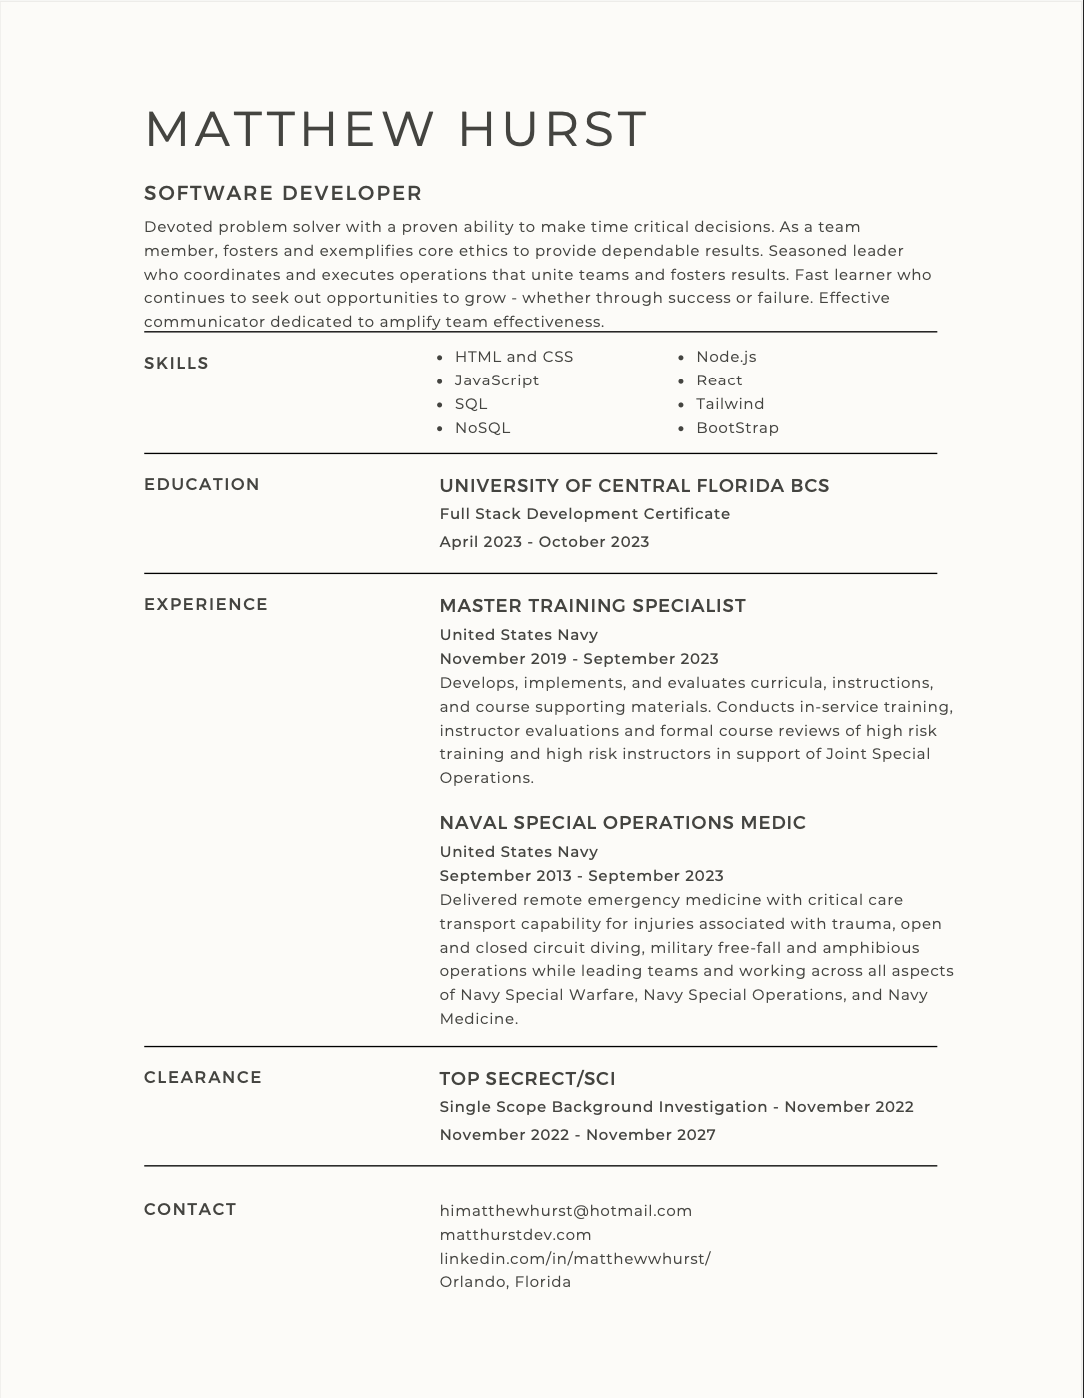 MATTHEW HURST
SOFTWARE DEVELOPER
Devoted problem solver with a proven ability to make time critical decisions. As a team
member, fosters and exemplifies core ethics to provide dependable results. Seasoned leader
who coordinates and executes operations that unite teams and fosters results. Fast learner who
continues to seek out opportunities to grow - whether through success or failure. Effective
communicator dedicated to amplify team effectiveness.
SKILLS
• HTML and CSS
• JavaScript
• SQL
• NoSQL
• Node.js
• React
• Tailwind
• BootStrap
EDUCATION
UNIVERSITY OF CENTRAL FLORIDA BCS
Full Stack Development Certificate
April 2023 - October 2023
EXPERIENCE
MASTER TRAINING SPECIALIST
United States Navy
November 2019 - September 2023
Develops, implements, and evaluates curricula, instructions,
and course supporting materials. Conducts in-service training,
instructor evaluations and formal course reviews of high risk
training and high risk instructors in support of Joint Special
Operations.
NAVAL SPECIAL OPERATIONS MEDIC
United States Navy
September 2013 - September 2023
Delivered remote emergency medicine with critical care
transport capability for injuries associated with trauma, open
and closed circuit diving, military free-fall and amphibious
operations while leading teams and working across all aspects
of Navy Special Warfare, Navy Special Operations, and Navy
Medicine.
CLEARANCE
TOP SECRECT/SCI
Single Scope Background Investigation - November 2022
November 2022 - November 2027
CONTACT
himatthewhurst@hotmail.com
matthurstdev.com
linkedin.com/in/matthewwhurst/
Orlando, Florida